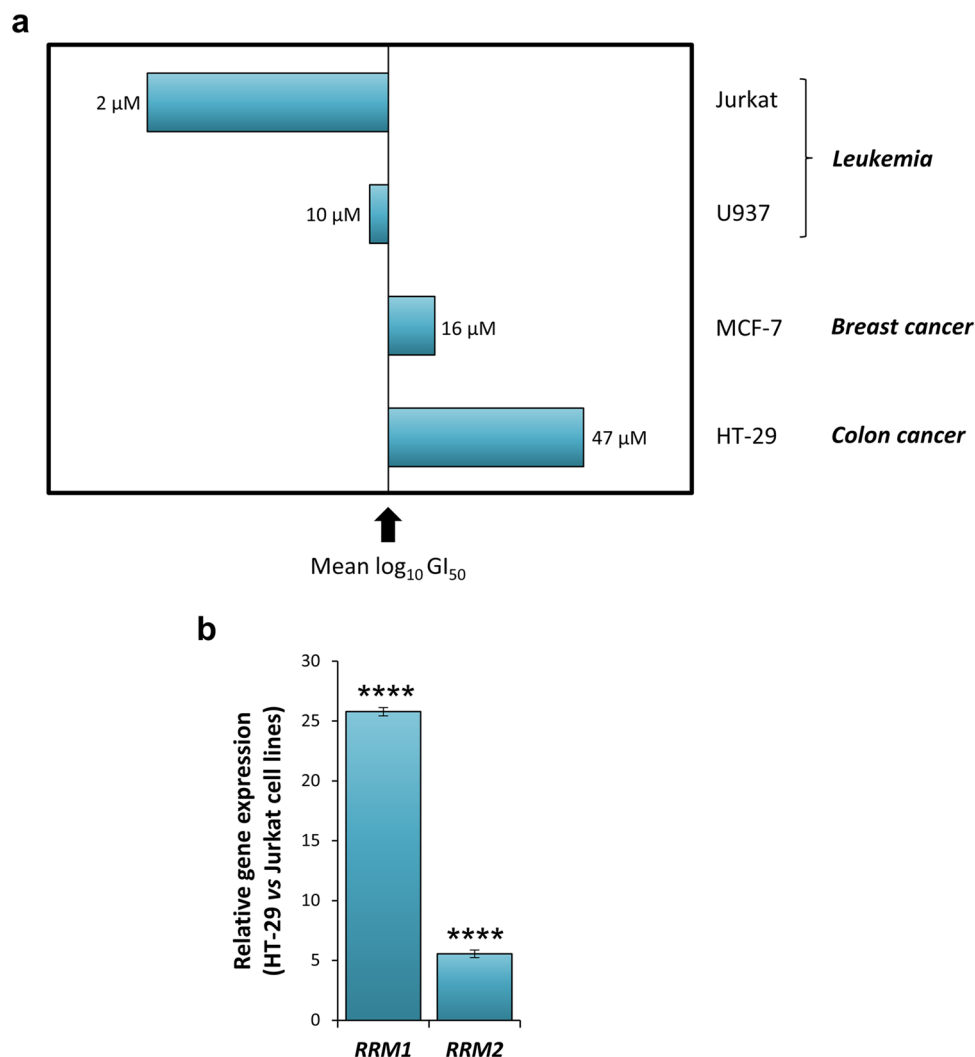 a
2 µM
Jurkat
Leukemia
10 µM
U937
16 µM
MCF-7
Breast cancer
47 µM
HT-29
Colon cancer
Mean log₁₀ GI₅₀
b
Relative gene expression
(HT-29 vs Jurkat cell lines)
30
25
20
15
10
5
0
****
****
RRM1
RRM2